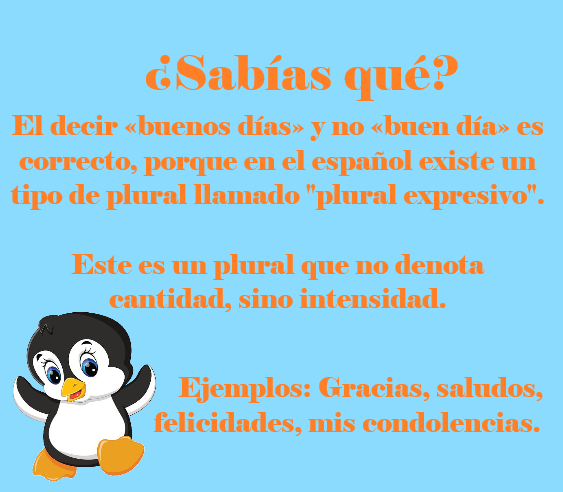 ¿Sabías qué?
El decir «buenos días» y no «buen día» es
correcto, porque en el español existe un
tipo de plural llamado "plural expresivo".
Este es un plural que no denota
cantidad, sino intensidad.
Ejemplos: Gracias, saludos,
felicidades, mis condolencias.